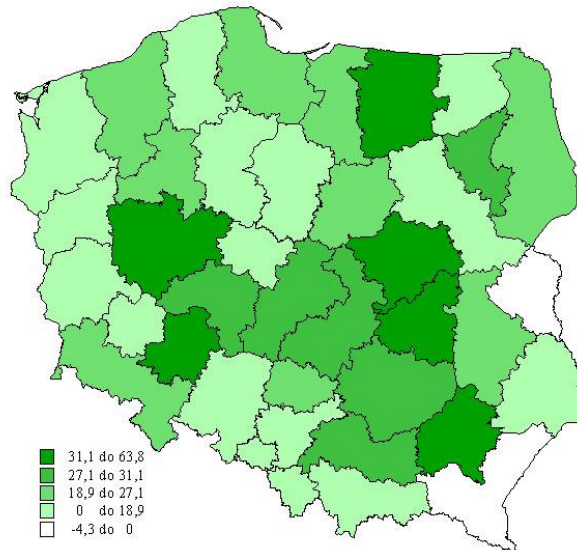 31,1 do 63,8
27,1 do 31,1
18,9 do 27,1
0 do 18,9
-4,3 do 0